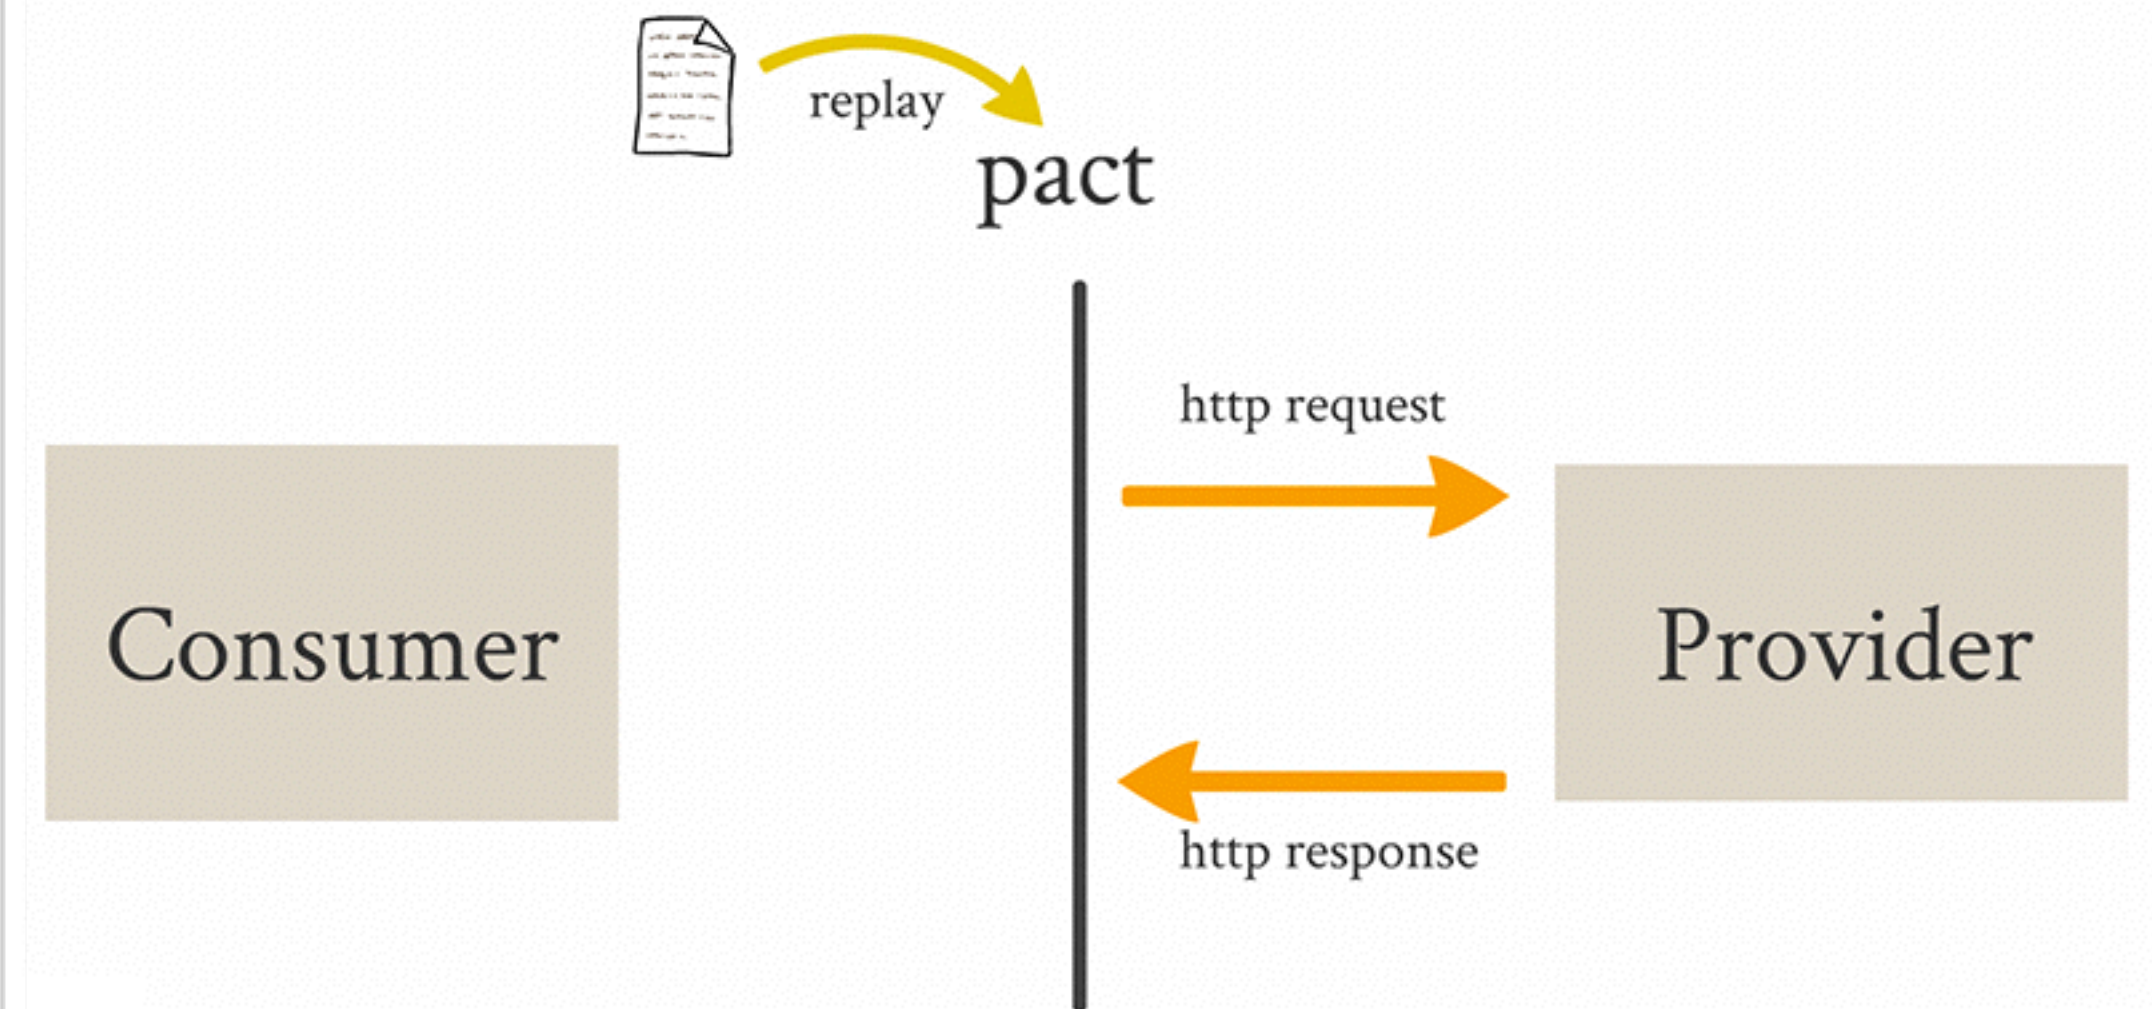 replay
pact
http request
Consumer
Provider
http response